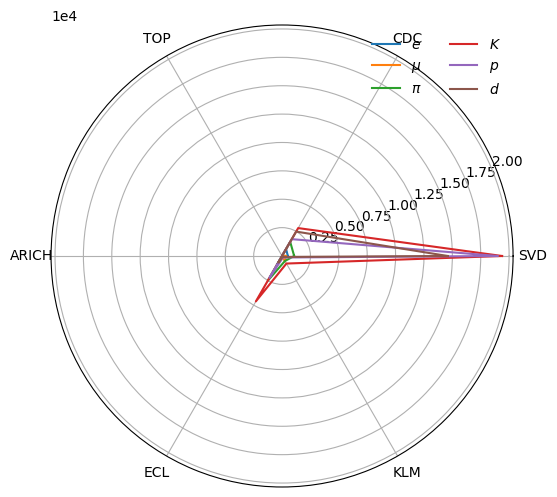 1e4
TOP
CDC
e
K
μ
p
π
d
2.00
1.75
1.50
1.25
1.00
0.75
0.50
0.25
ARICH
SVD
ECL
KLM